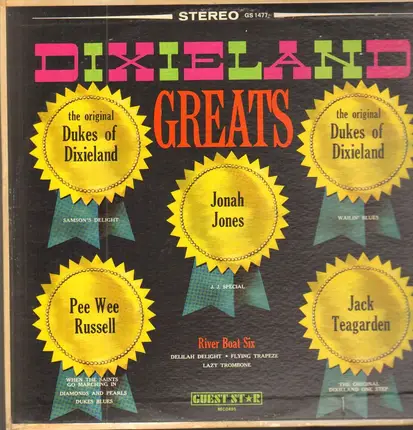 STEREO GS 1477
DIXIELAND
GREATS
the original
Dukes of
Dixieland
SAMSON'S DELIGHT
the original
Dukes of
Dixieland
WAILIN' BLUES
Jonah
Jones
J. J. SPECIAL
Pee Wee
Russell
WHEN THE SAINTS
GO MARCHING IN
DIAMONDS AND PEARLS
DUKES BLUES
River Boat Six
DELILAH DELIGHT • FLYING TRAPEZE
LAZY TROMBONE
Jack
Teagarden
THE ORIGINAL
DIXIELAND ONE STEP
GUEST ST★R
RECORDS